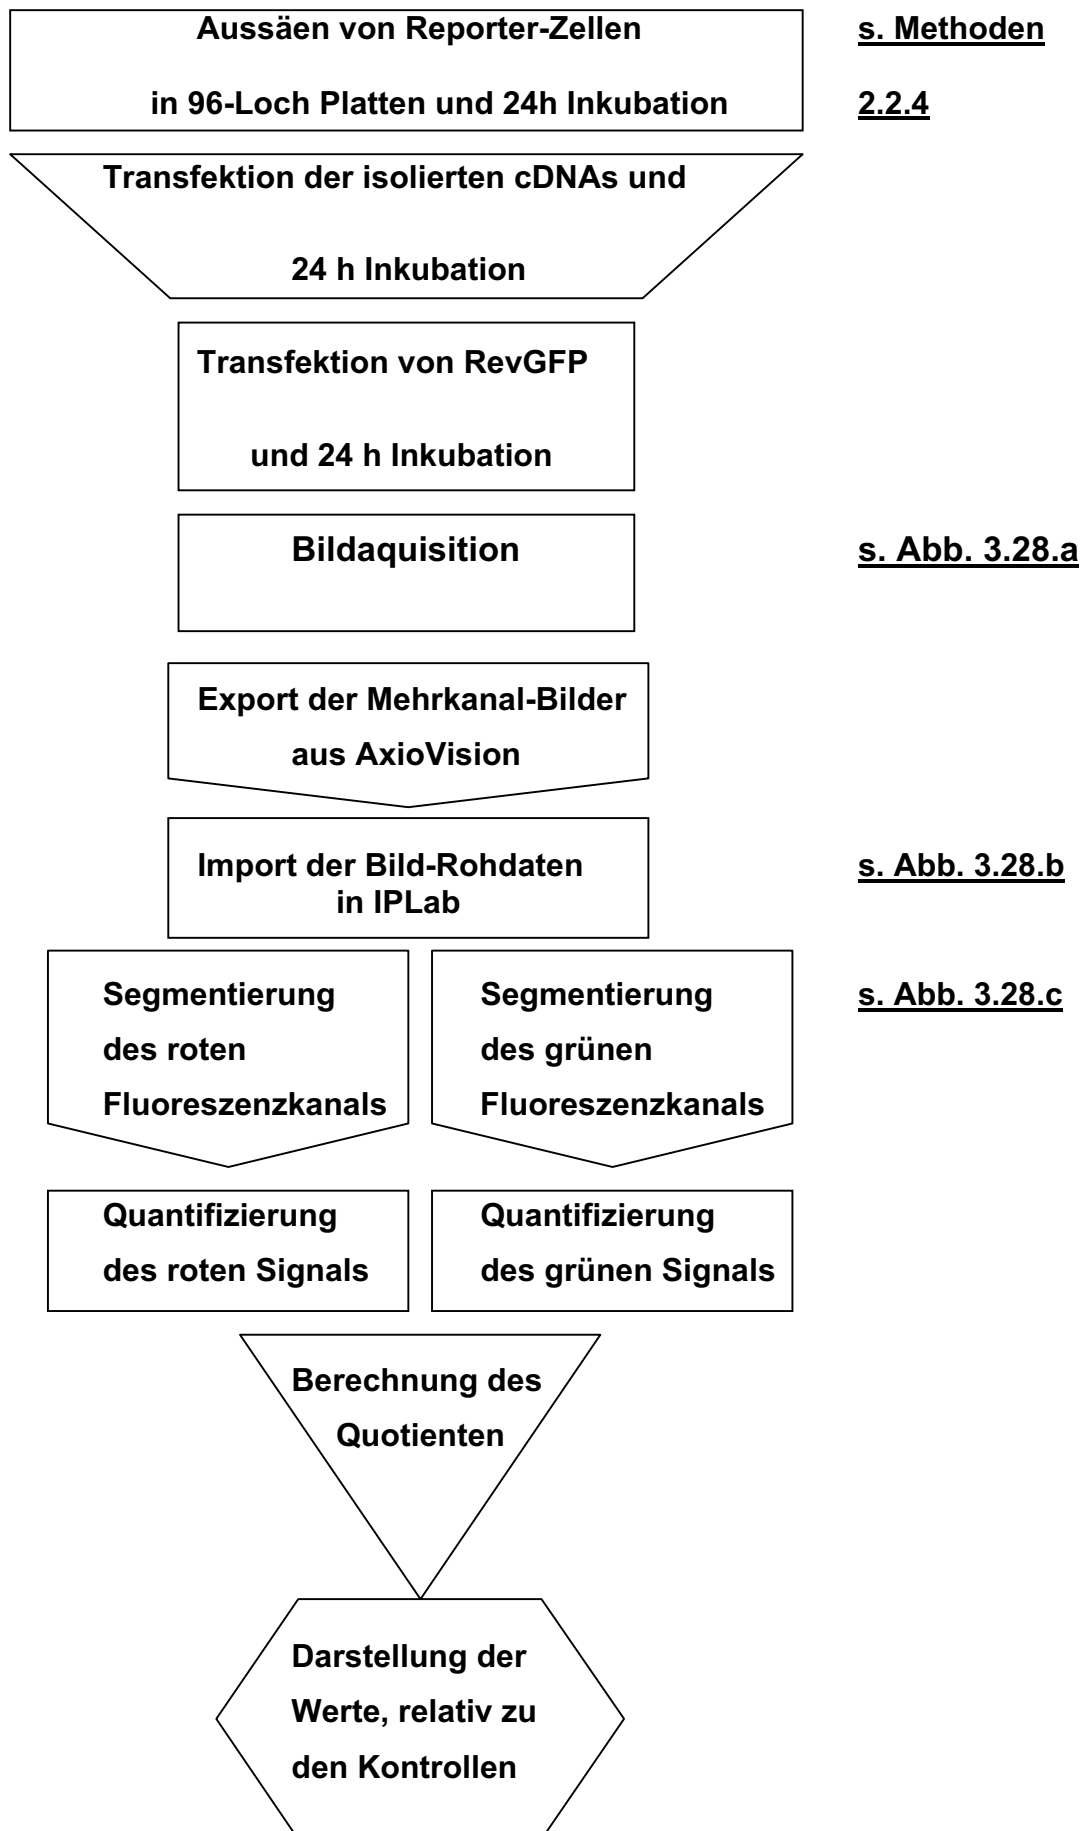 Aussäen von Reporter-Zellen
s. Methoden
in 96-Loch Platten und 24h Inkubation
2.2.4
Transfektion der isolierten cDNAs und
24 h Inkubation
Transfektion von RevGFP
und 24 h Inkubation
Bildaquisition
s. Abb. 3.28.a
Export der Mehrkanal-Bilder
aus AxioVision
Import der Bild-Rohdaten
in IPLab
s. Abb. 3.28.b
Segmentierung
des roten
Fluoreszenzkanals
Segmentierung
des grünen
Fluoreszenzkanals
s. Abb. 3.28.c
Quantifizierung
des roten Signals
Quantifizierung
des grünen Signals
Berechnung des
Quotienten
Darstellung der
Werte, relativ zu
den Kontrollen